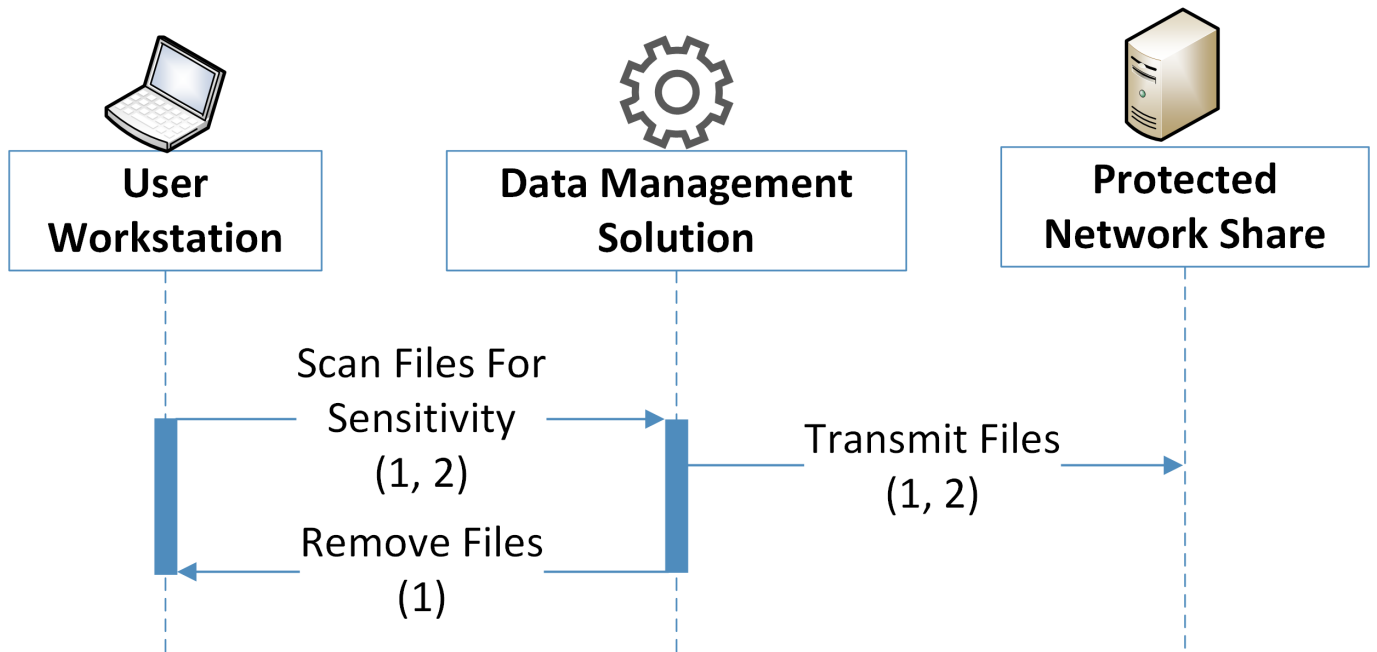 User
Workstation
Data Management
Solution
Protected
Network Share
Scan Files For
Sensitivity
(1, 2)
Transmit Files
(1, 2)
Remove Files
(1)